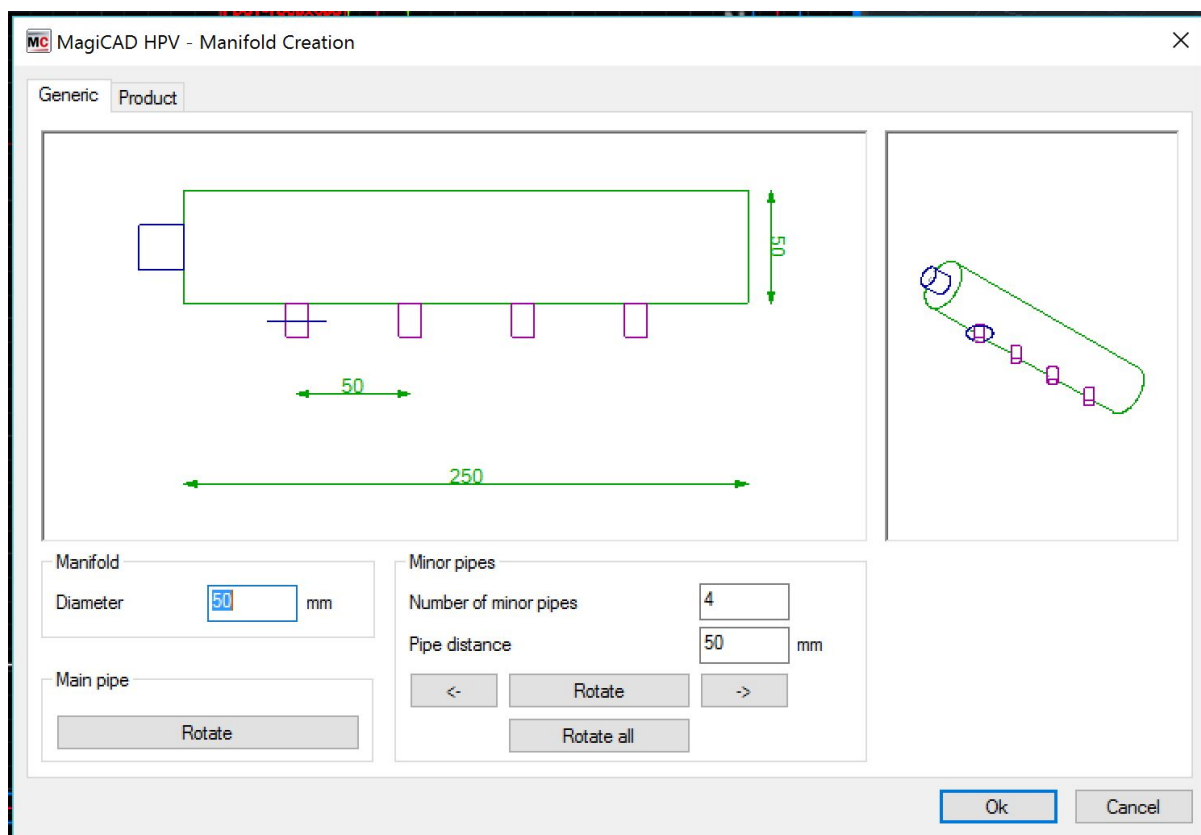 MC MagiCAD HPV - Manifold Creation
Generic Product
50
50
250
Manifold
Diameter 50 mm
Main pipe
Rotate
Minor pipes
Number of minor pipes 4
Pipe distance 50 mm
<- Rotate ->
Rotate all
Ok Cancel